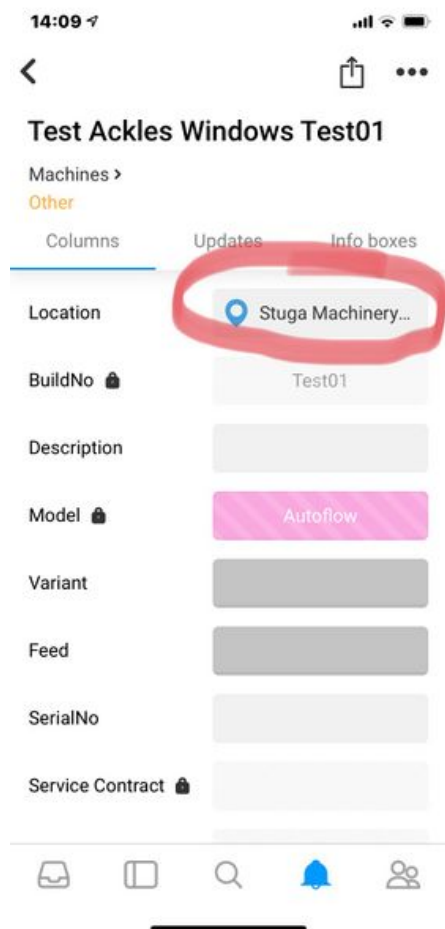 14:09
Test Ackles Windows Test01
Machines >
Other
Columns Updates Info boxes
Location Stuga Machinery...
BuildNo Test01
Description
Model Autoflow
Variant
Feed
SerialNo
Service Contract